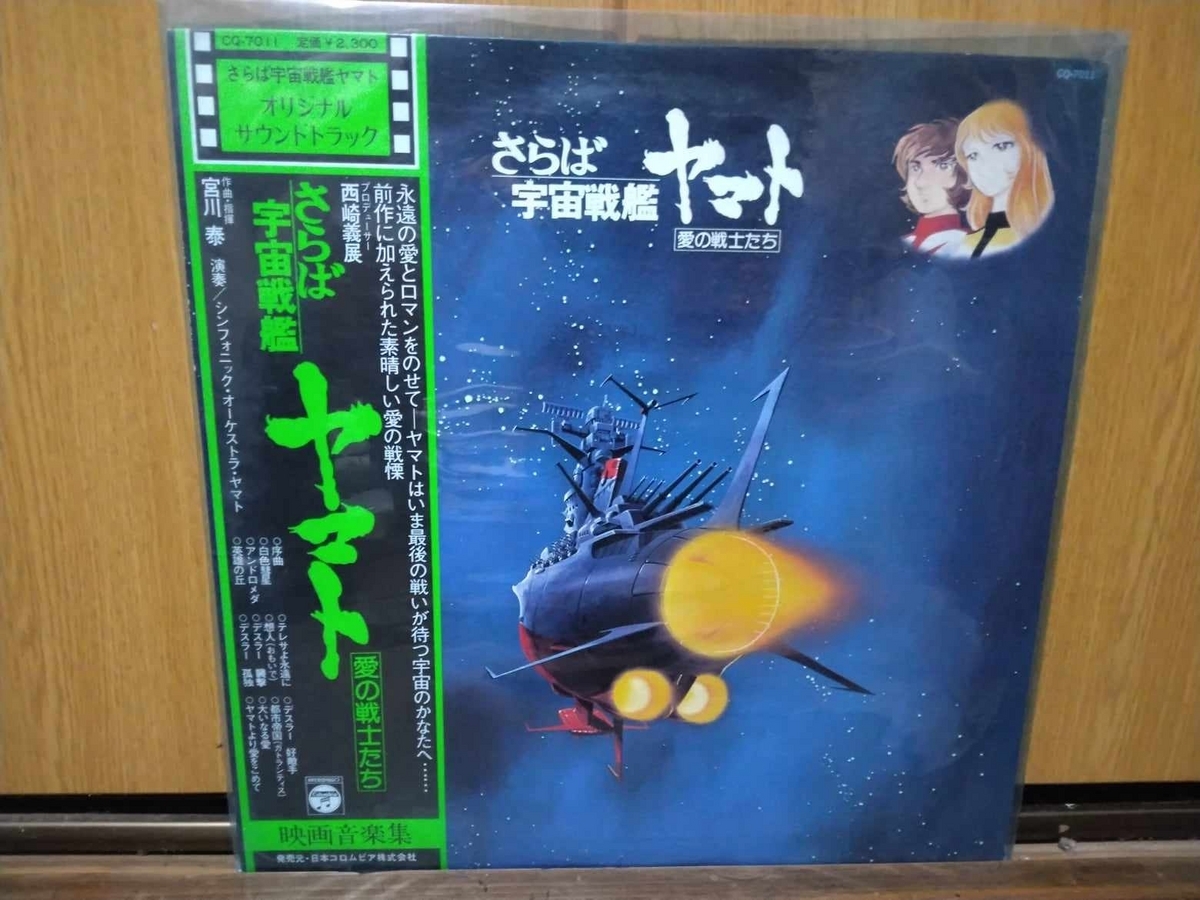 CQ-7011 定価¥2,300
さらば宇宙戦艦ヤマト
オリジナル
サウンドトラック
永遠の愛とロマンをのせて―ヤマトはいま最後の戦いが待つ宇宙のかなたへ……
前作に加えられた素晴しい愛の戦慄
プロデューサー
西崎義展
さらば
宇宙戦艦
ヤマト
愛の戦士たち
作曲・指揮
宮川 泰 演奏/シンフォニック・オーケストラ・ヤマト
○序曲
○白色彗星
○アンドロメダ
○英雄の丘
○テレサよ永遠に
○想人(おもいで)
○デスラー 襲撃
○デスラー 孤独
○デスラー 好敵手
○都市帝国(ガトランティス)
○大いなる愛
○ヤマトより愛をこめて
Columbia
映画音楽集
発売元・日本コロムビア株式会社
CQ-7011
さらば
宇宙戦艦
ヤマト
愛の戦士たち